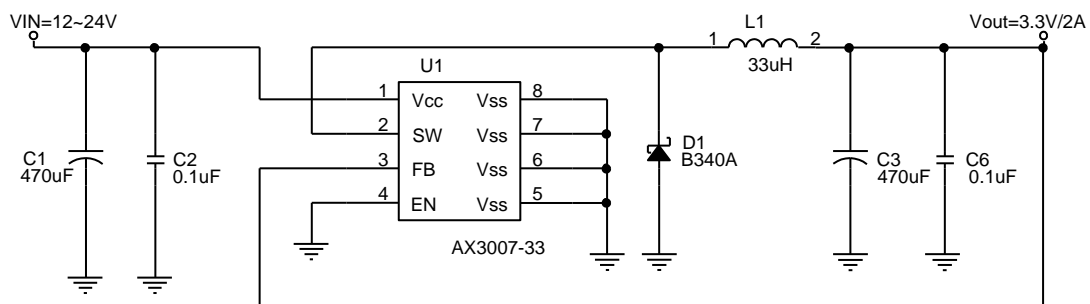 VIN=12~24V
Vout=3.3V/2A
L1
1
2
33uH
U1
1
Vcc
Vss
8
2
SW
Vss
7
3
FB
Vss
6
4
EN
Vss
5
AX3007-33
C1
470uF
C2
0.1uF
D1
B340A
C3
470uF
C6
0.1uF